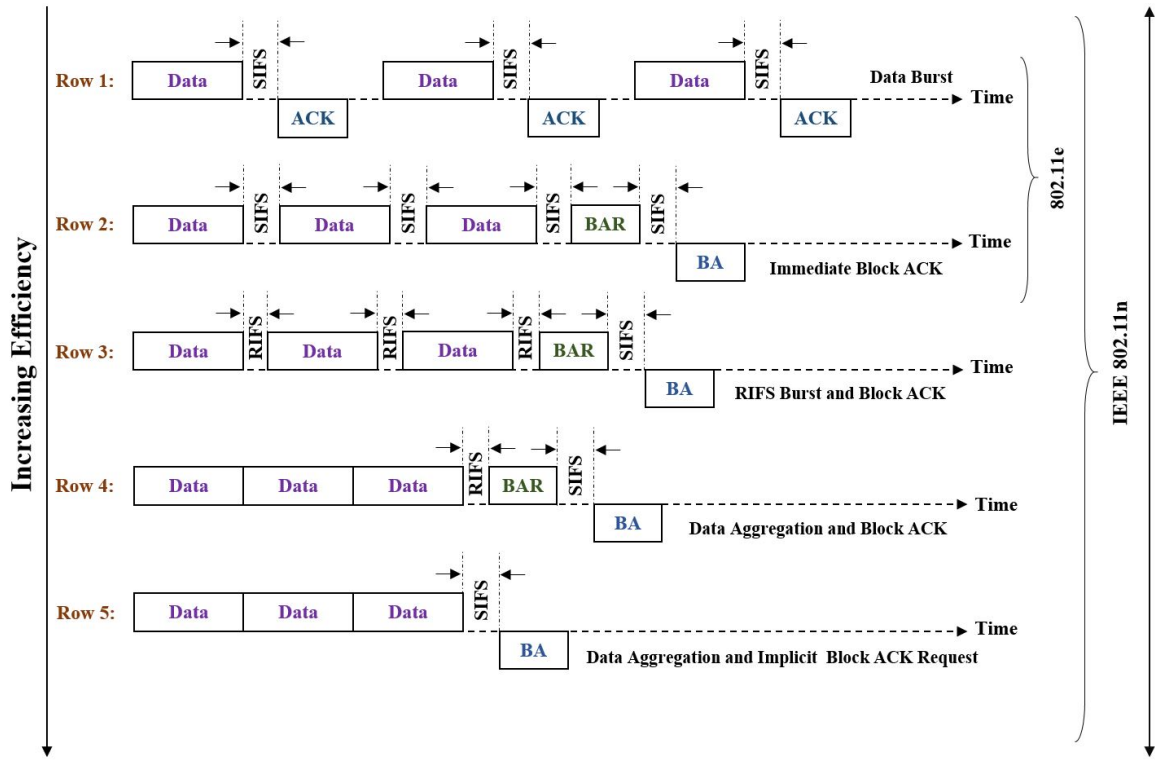 SIFS SIFS SIFS
Row 1: Data Data Data Data Burst
Time
ACK ACK ACK
SIFS SIFS SIFS SIFS
Row 2: Data Data Data BAR
Time
BA Immediate Block ACK
RIFS RIFS RIFS SIFS
Row 3: Data Data Data BAR
Time
BA RIFS Burst and Block ACK
RIFS SIFS
Row 4: Data Data Data BAR
Time
BA Data Aggregation and Block ACK
SIFS
Row 5: Data Data Data
Time
BA Data Aggregation and Implicit Block ACK Request
Increasing Efficiency
802.11e
IEEE 802.11n